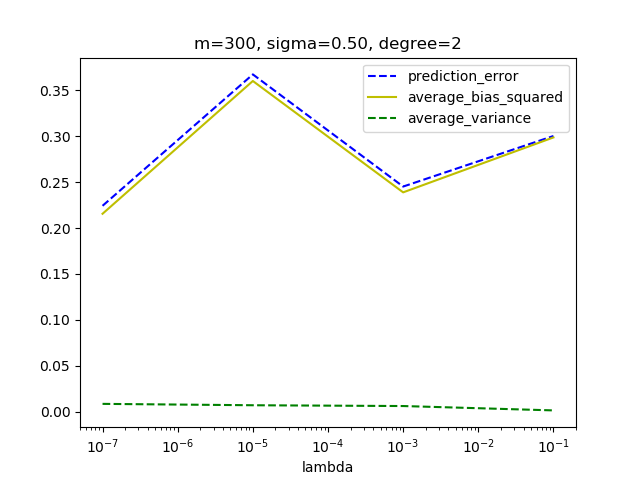 m=300, sigma=0.50, degree=2
prediction_error
average_bias_squared
average_variance
0.35
0.30
0.25
0.20
0.15
0.10
0.05
0.00
10⁻⁷ 10⁻⁶ 10⁻⁵ 10⁻⁴ 10⁻³ 10⁻² 10⁻¹
lambda